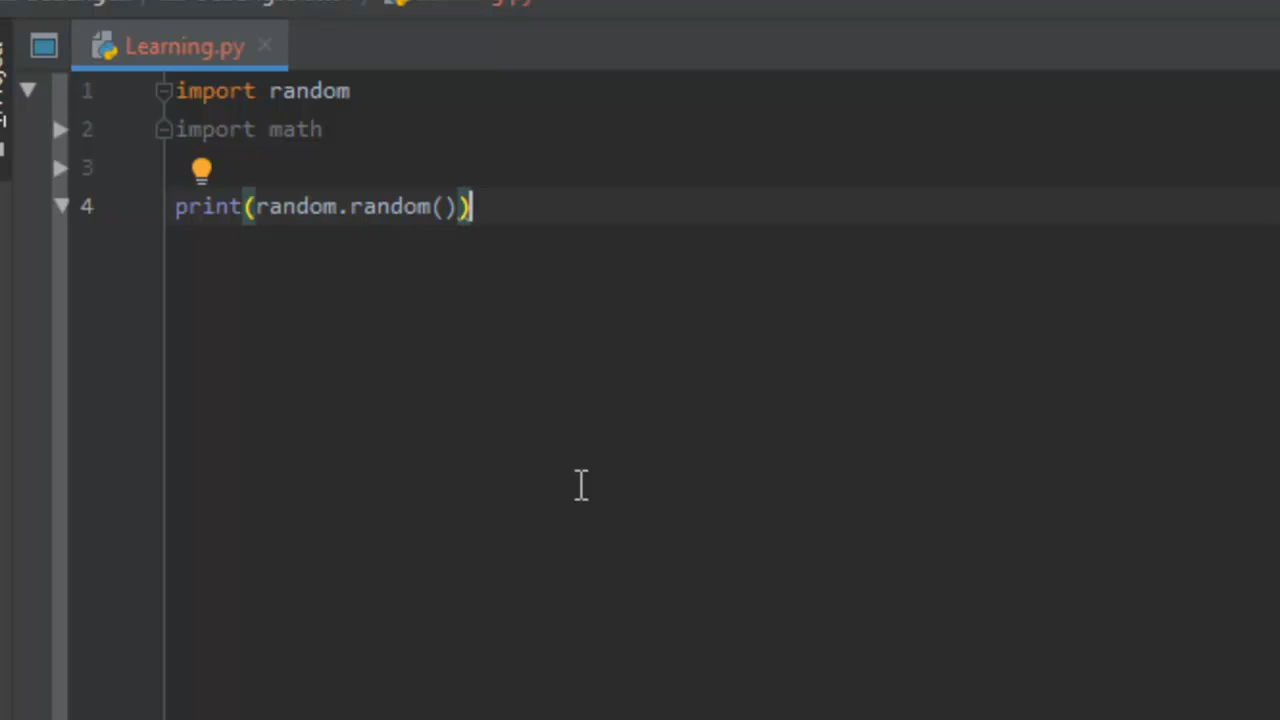 Learning.py
1 import random
2 import math
3
4 print(random.random())